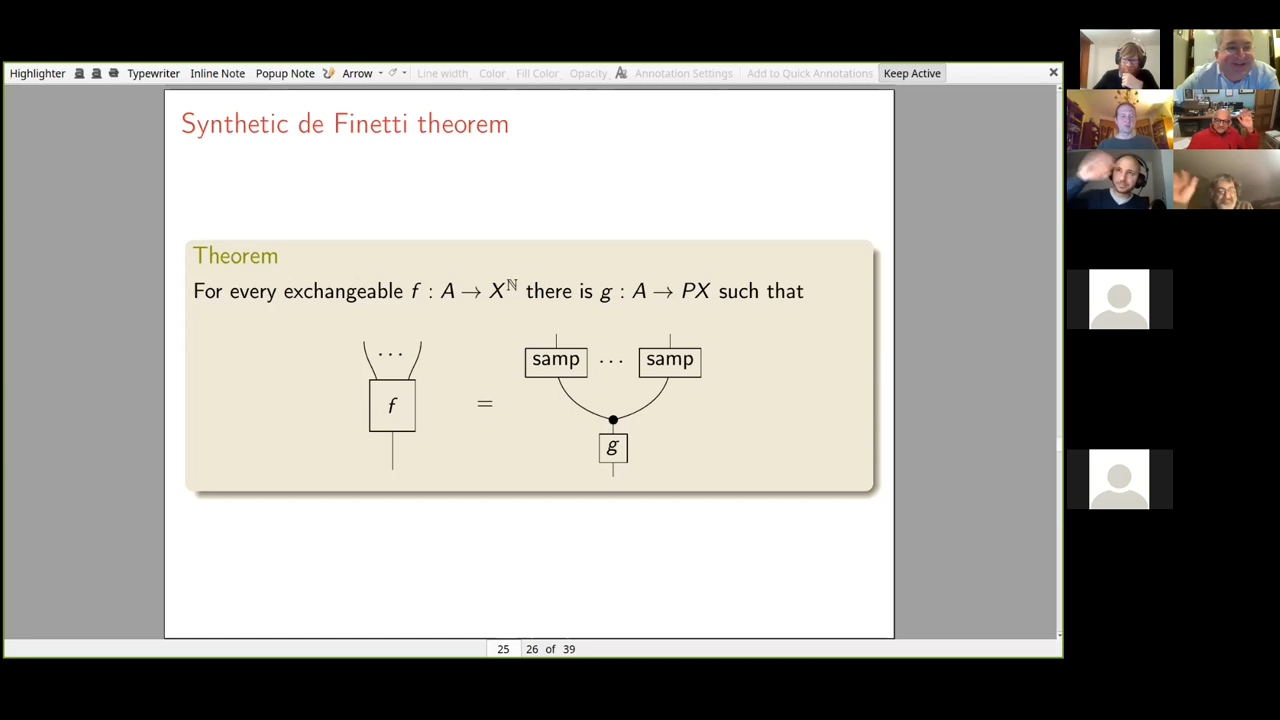 Highlighter Typewriter Inline Note Popup Note Arrow Line width Color Fill Color Opacity Annotation Settings Add to Quick Annotations Keep Active
Synthetic de Finetti theorem
Theorem
For every exchangeable f : A → X^ℕ there is g : A → PX such that
· · ·
samp · · · samp
f = 
g
25 26 of 39